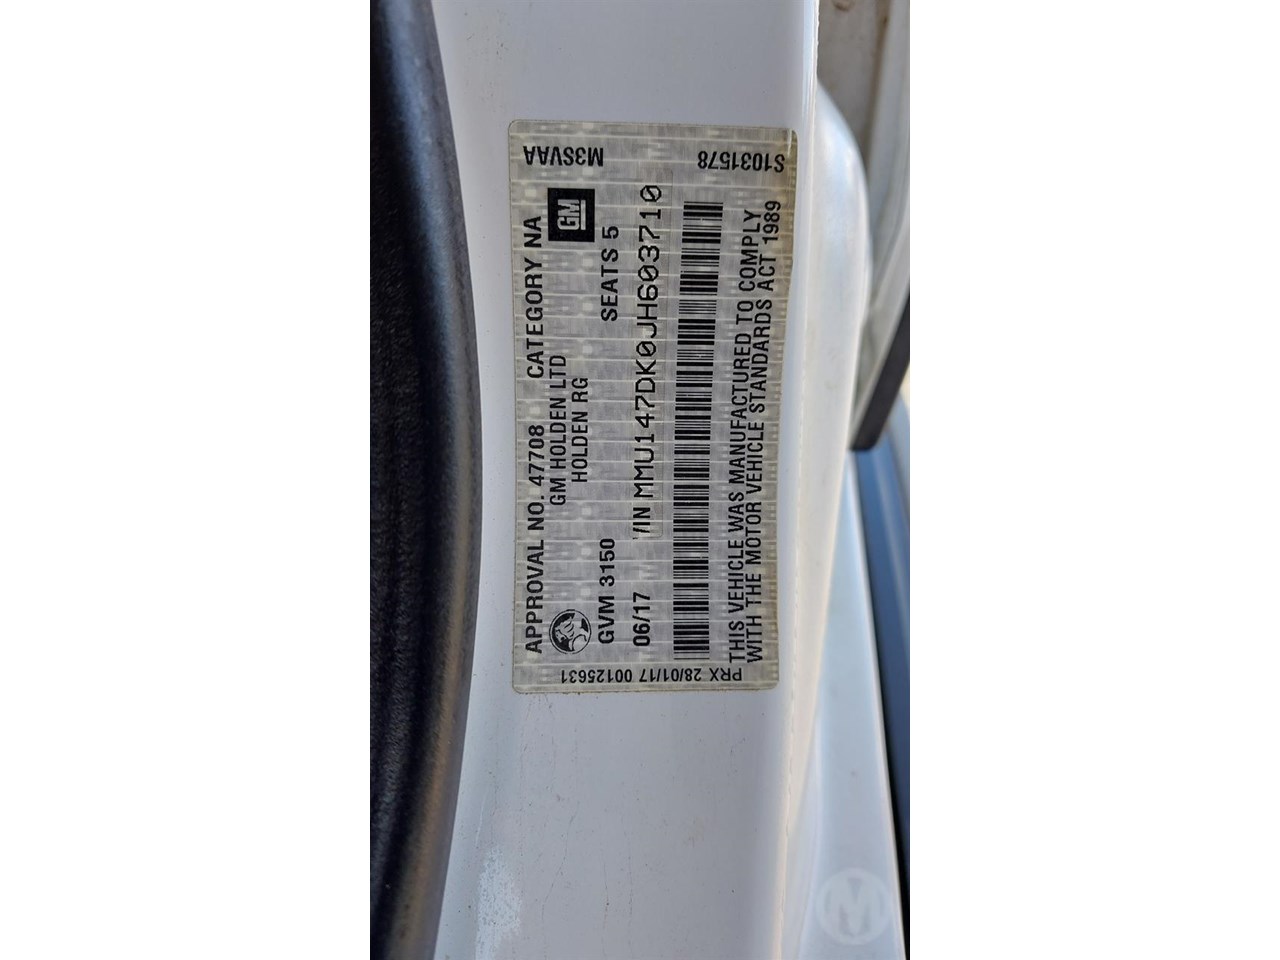 M3SVAA
S1031578
APPROVAL NO. 47708 CATEGORY NA
GM HOLDEN LTD
GM
HOLDEN RG
GVM 3150 SEATS 5
06/17 VIN MMU147DK0JH603710
THIS VEHICLE WAS MANUFACTURED TO COMPLY
WITH THE MOTOR VEHICLE STANDARDS ACT 1989
PRX 28/01/17 00125631
M